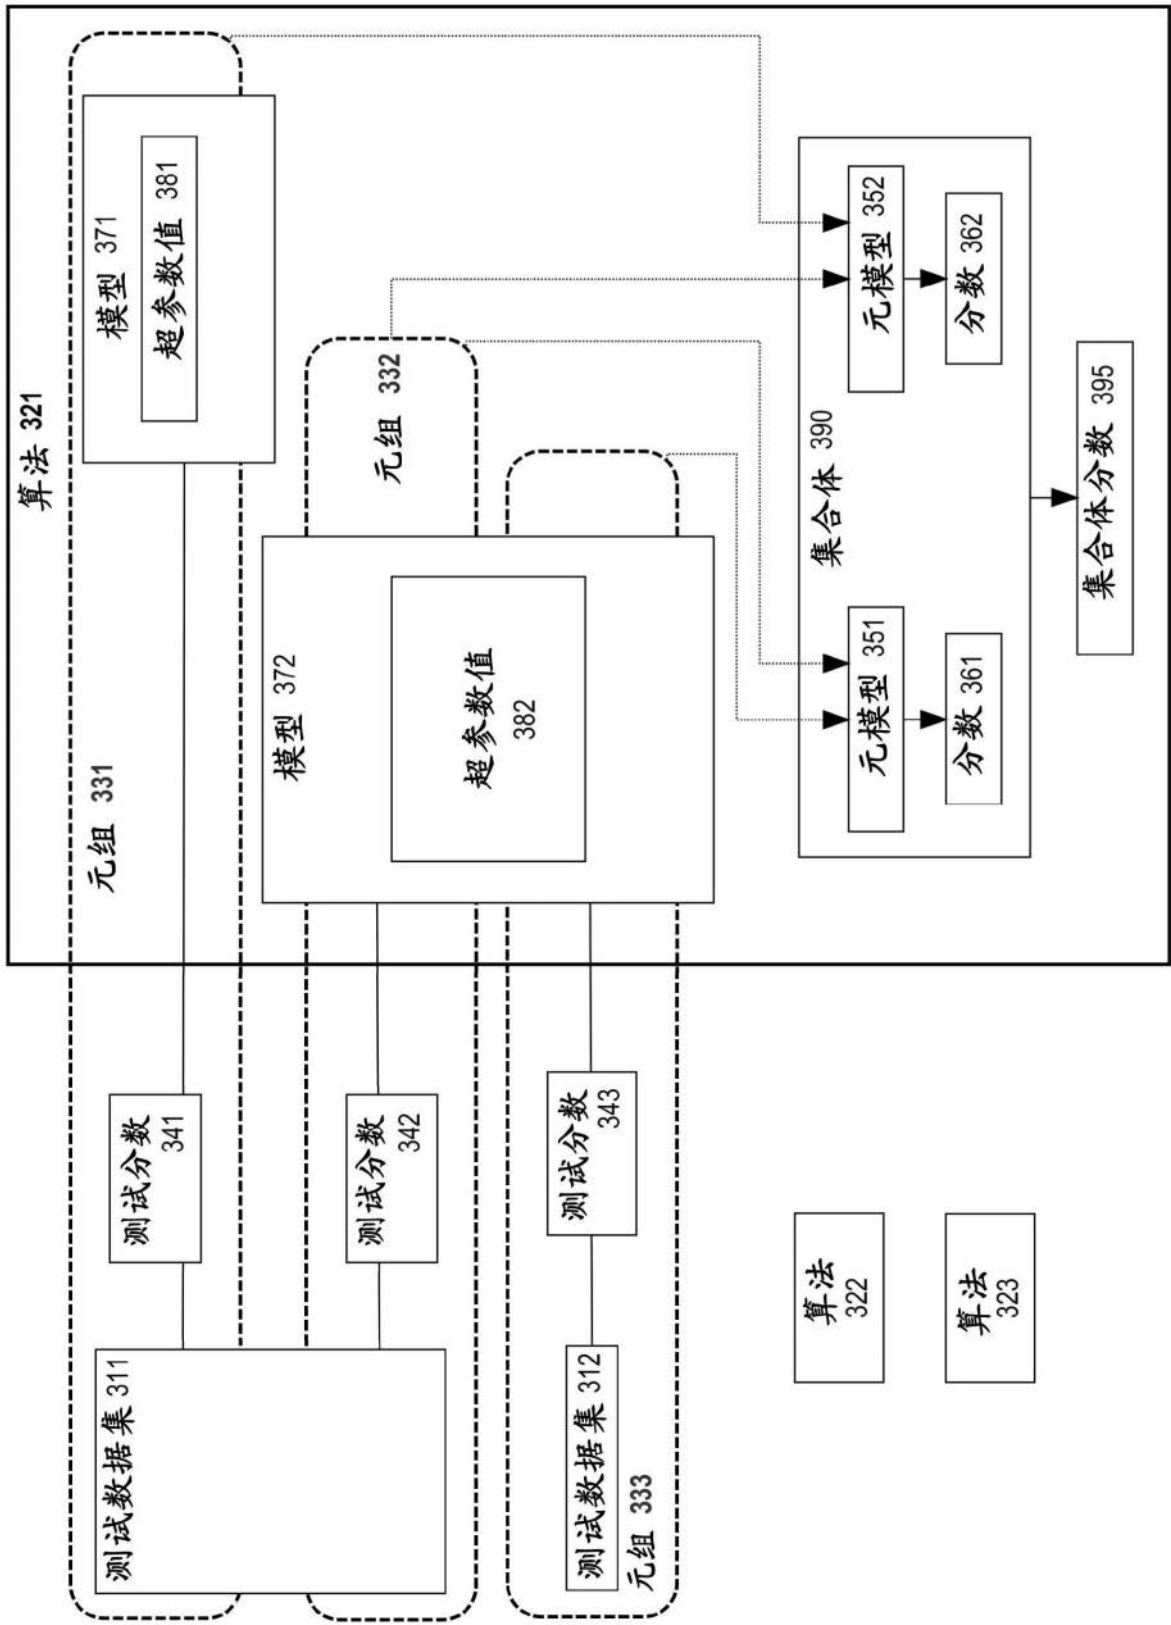 算法 321
测试数据集 311
测试分数
341
元组 331
模型 371
超参数值 381
测试分数
342
模型 372
超参数值
382
元组 332
测试数据集 312
元组 333
测试分数
343
算法
322
算法
323
集合体 390
元模型 351
分数 361
元模型 352
分数 362
集合体分数 395